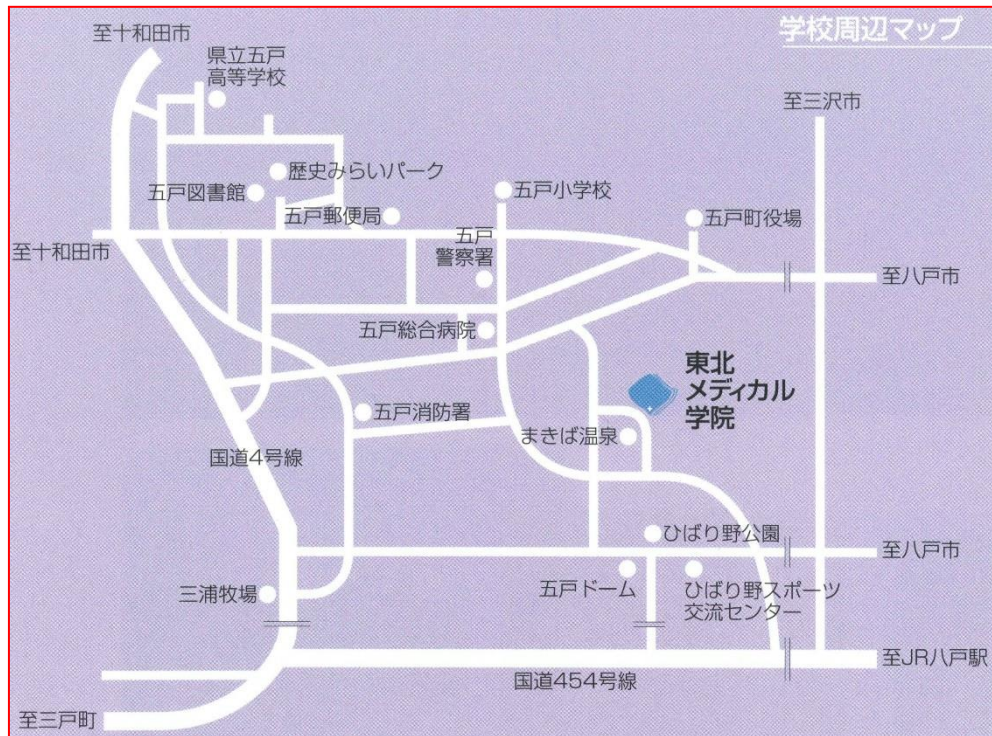 学校周辺マップ
至十和田市
県立五戸
高等学校
至三沢市
歴史みらいパーク
五戸図書館
五戸小学校
五戸郵便局
五戸町役場
五戸
警察署
至十和田市
至八戸市
五戸総合病院
東北
メディカル
学院
五戸消防署
まきば温泉
国道4号線
ひばり野公園
至八戸市
三浦牧場
五戸ドーム
ひばり野スポーツ
交流センター
至JR八戸駅
国道454号線
至三戸町